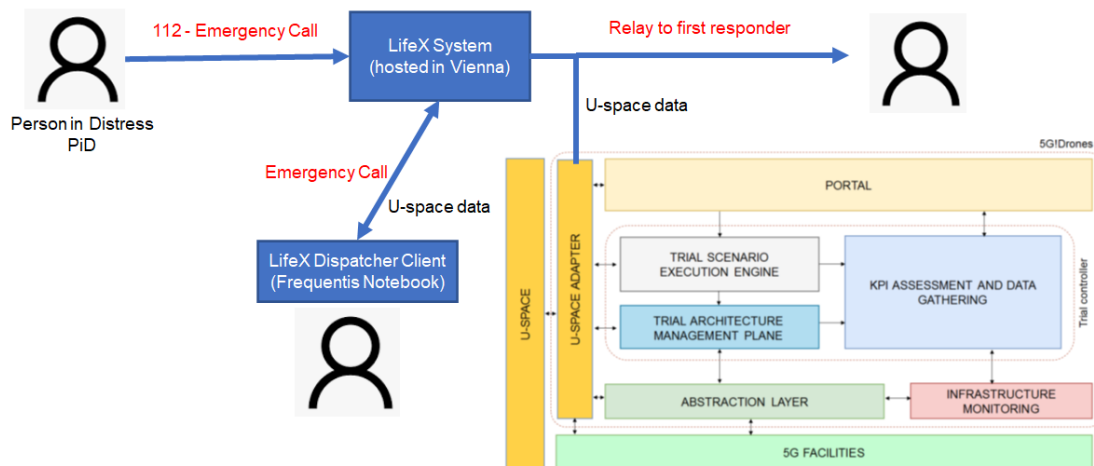 112 - Emergency Call
LifeX System
(hosted in Vienna)
Relay to first responder
Person in Distress
PiD
U-space data
Emergency Call
U-space data
LifeX Dispatcher Client
(Frequentis Notebook)
5G!Drones
U-SPACE
U-SPACE ADAPTER
PORTAL
TRIAL SCENARIO
EXECUTION ENGINE
KPI ASSESSMENT AND DATA
GATHERING
Trial controller
TRIAL ARCHITECTURE
MANAGEMENT PLANE
ABSTRACTION LAYER
INFRASTRUCTURE
MONITORING
5G FACILITIES